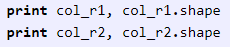 print col_r1, col_r1.shape
print col_r2, col_r2.shape